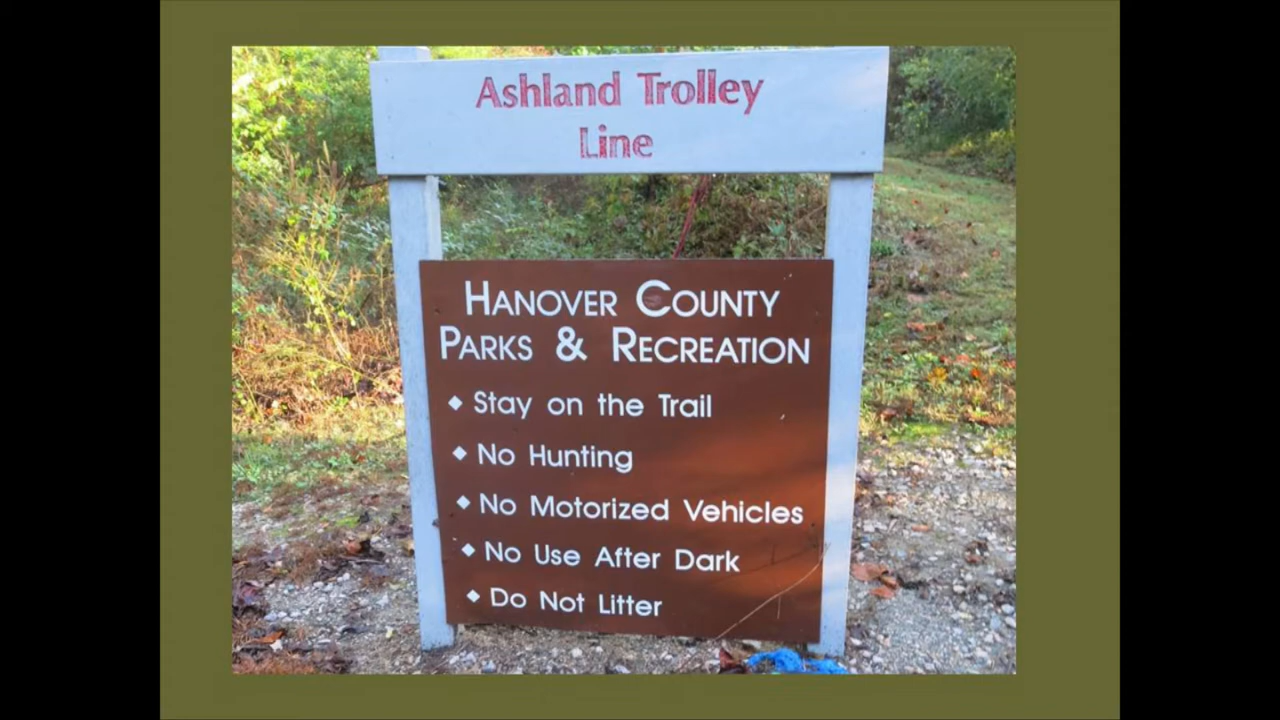 Ashland Trolley
Line
HANOVER COUNTY
PARKS & RECREATION
◆ Stay on the Trail
◆ No Hunting
◆ No Motorized Vehicles
◆ No Use After Dark
◆ Do Not Litter